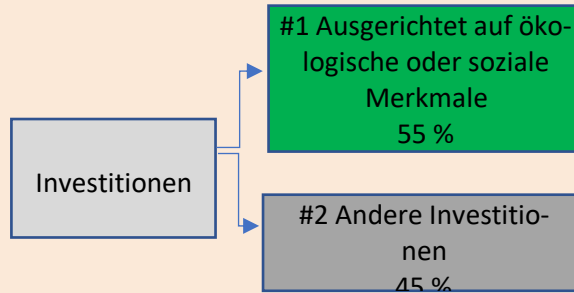 #1 Ausgerichtet auf öko-
logische oder soziale
Merkmale
55 %
Investitionen
#2 Andere Investitio-
nen
45 %